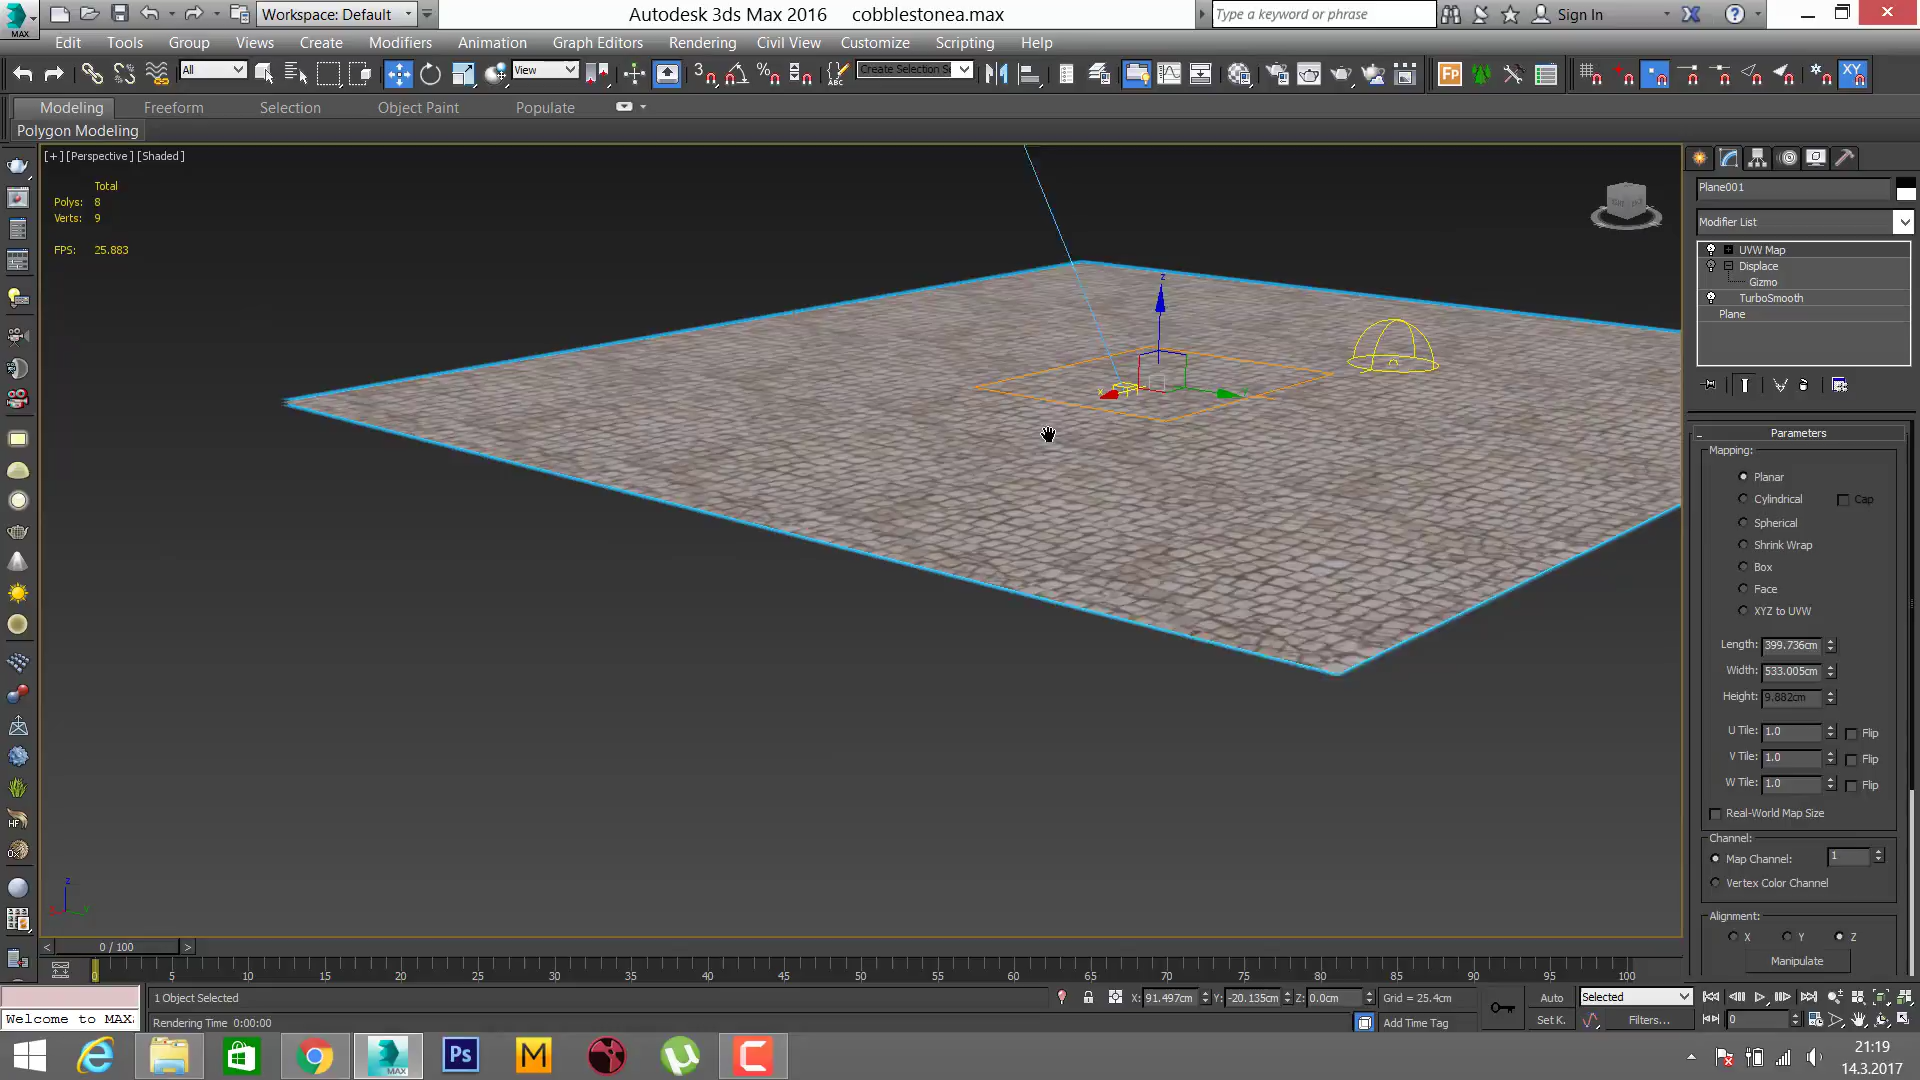 Workspace: Default
Autodesk 3ds Max 2016 cobblestonea.max
Type a keyword or phrase
Sign In
MAX
Edit Tools Group Views Create Modifiers Animation Graph Editors Rendering Civil View Customize Scripting Help
All
View
Create Selection S
Fp
XY
Modeling Freeform Selection Object Paint Populate
Polygon Modeling
[+] [Perspective] [Shaded]
Total
Polys: 8
Verts: 9
FPS: 25.883
Plane001
Modifier List
UVW Map
Displace
Gizmo
TurboSmooth
Plane
Parameters
Mapping:
Planar
Cylindrical Cap
Spherical
Shrink Wrap
Box
Face
XYZ to UVW
Length: 399.736cm
Width: 533.005cm
Height: 9.882cm
U Tile: 1.0 Flip
V Tile: 1.0 Flip
W Tile: 1.0 Flip
Real-World Map Size
Channel:
Map Channel: 1
Vertex Color Channel
Alignment:
X Y Z
Manipulate
z
x
HF
z
0 / 100
0 5 10 15 20 25 30 35 40 45 50 55 60 65 70 75 80 85 90 95 100
1 Object Selected
X: 91.497cm Y: -20.135cm Z: 0.0cm Grid = 25.4cm
Auto Selected
Welcome to MAX
Rendering Time 0:00:00
Add Time Tag
Set K. Filters... 0
MAX
Ps
M
21:19
14.3.2017